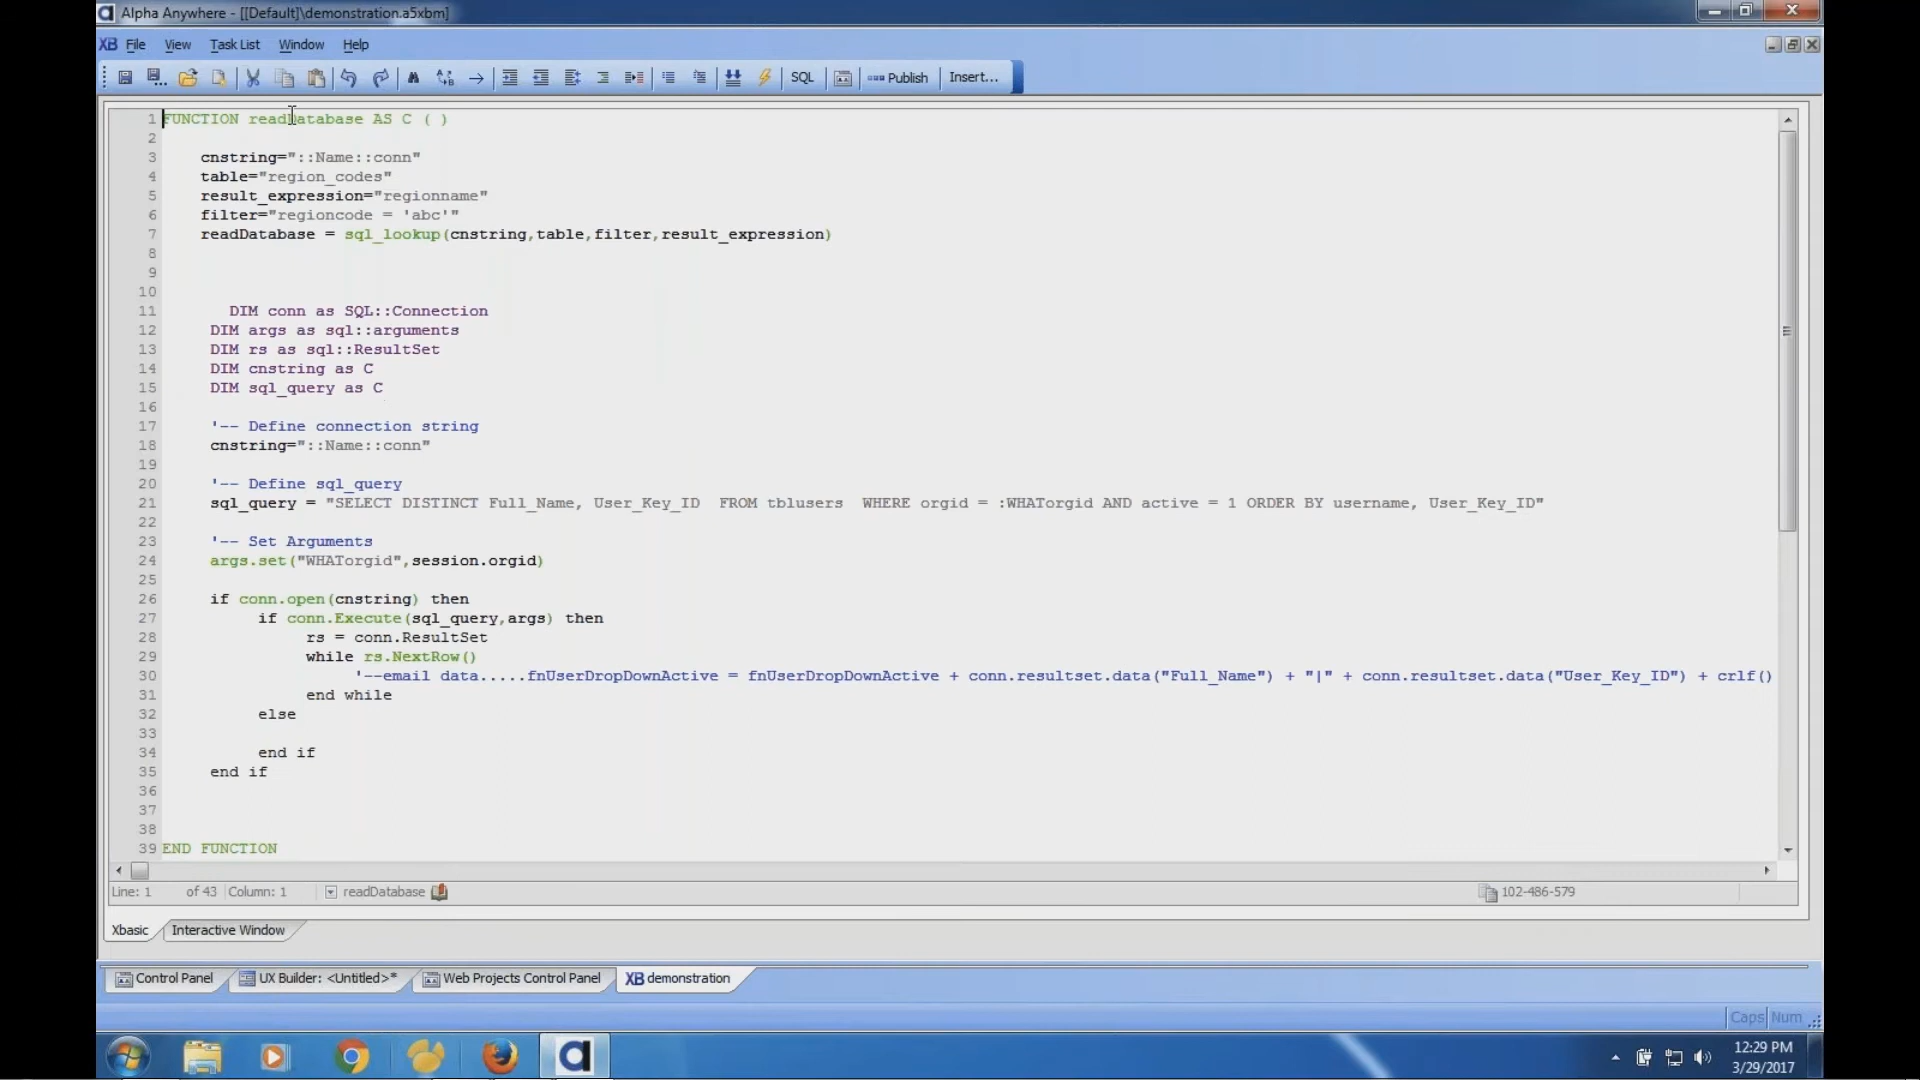 Alpha Anywhere - [[Default]\demonstration.a5xbm]
XB File View Task List Window Help
SQL Publish Insert...
1 FUNCTION readDatabase AS C ( )
2
3 cnstring="::Name::conn"
4 table="region_codes"
5 result_expression="regionname"
6 filter="regioncode = 'abc'"
7 readDatabase = sql_lookup(cnstring,table,filter,result_expression)
8
9
10
11 DIM conn as SQL::Connection
12 DIM args as sql::arguments
13 DIM rs as sql::ResultSet
14 DIM cnstring as C
15 DIM sql_query as C
16
17 '-- Define connection string
18 cnstring="::Name::conn"
19
20 '-- Define sql_query
21 sql_query = "SELECT DISTINCT Full_Name, User_Key_ID  FROM tblusers  WHERE orgid = :WHATorgid AND active = 1 ORDER BY username, User_Key_ID"
22
23 '-- Set Arguments
24 args.set("WHATorgid",session.orgid)
25
26 if conn.open(cnstring) then
27 if conn.Execute(sql_query,args) then
28 rs = conn.ResultSet
29 while rs.NextRow()
30 '--email data.....fnUserDropDownActive = fnUserDropDownActive + conn.resultset.data("Full_Name") + "|" + conn.resultset.data("User_Key_ID") + crlf()
31 end while
32 else
33
34 end if
35 end if
36
37
38
39 END FUNCTION
Line: 1 of 43 Column: 1 readDatabase 102-486-579
Xbasic Interactive Window
Control Panel UX Builder: <Untitled>* Web Projects Control Panel XB demonstration
Caps Num
12:29 PM
3/29/2017